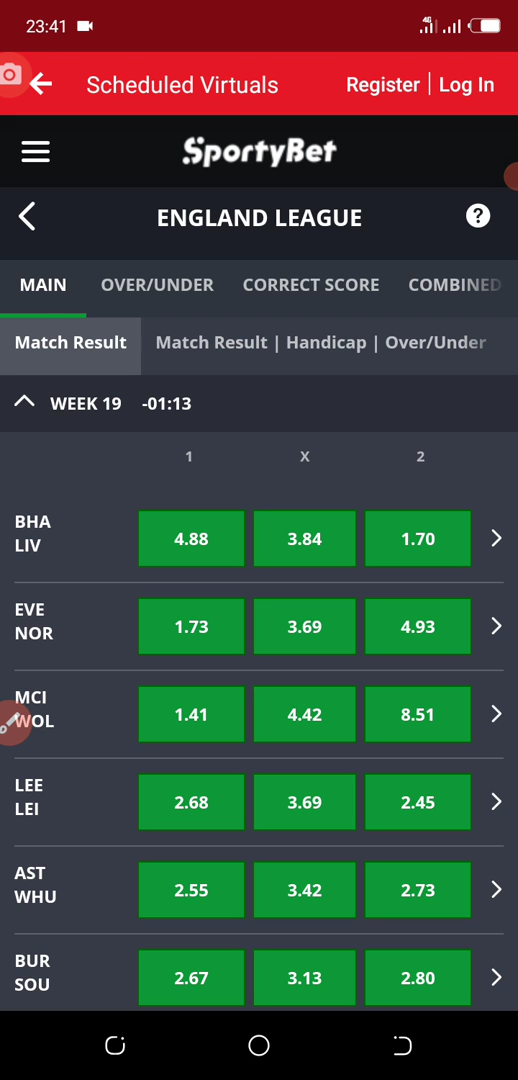 23:41
4G
Scheduled Virtuals Register | Log In
SportyBet
ENGLAND LEAGUE ?
MAIN OVER/UNDER CORRECT SCORE COMBINED
Match Result Match Result | Handicap | Over/Under
WEEK 19 -01:13
1 X 2
BHA
LIV
4.88 3.84 1.70
EVE
NOR
1.73 3.69 4.93
MCI
WOL
1.41 4.42 8.51
LEE
LEI
2.68 3.69 2.45
AST
WHU
2.55 3.42 2.73
BUR
SOU
2.67 3.13 2.80